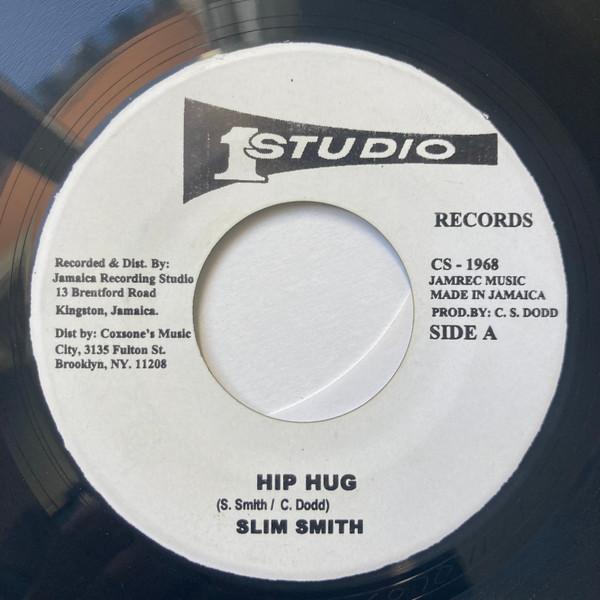 1 STUDIO
RECORDS
Recorded & Dist. By:
Jamaica Recording Studio
13 Brentford Road
Kingston, Jamaica.
Dist by: Coxsone's Music
City, 3135 Fulton St.
Brooklyn, NY. 11208
CS - 1968
JAMREC MUSIC
MADE IN JAMAICA
PROD.BY: C. S. DODD
SIDE A
HIP HUG
(S. Smith / C. Dodd)
SLIM SMITH